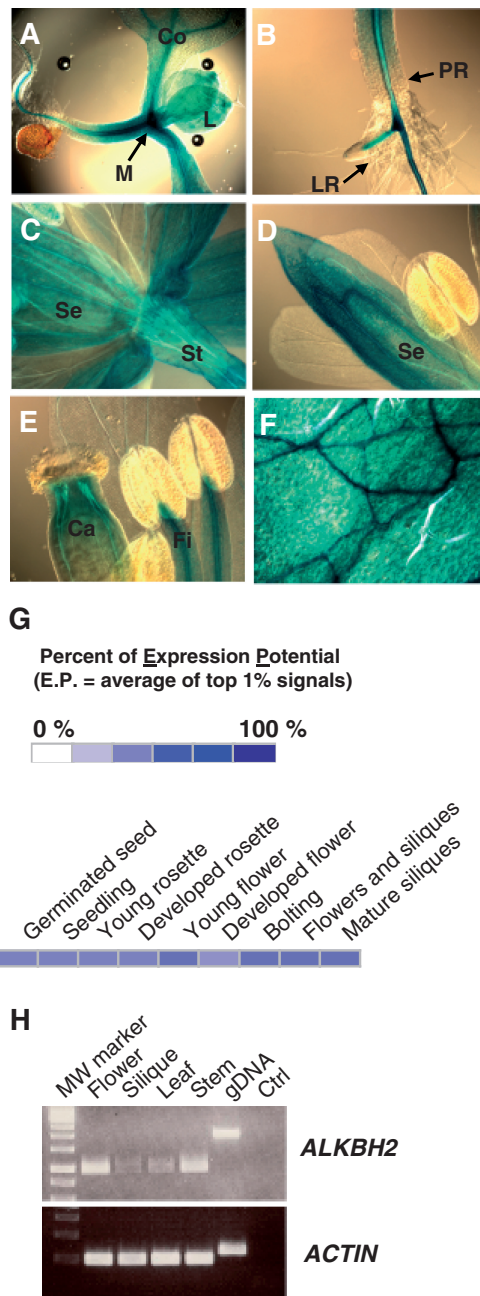 A
Co
L
M
B
PR
LR
C
Se
St
D
Se
E
Ca
Fi
F
G
Percent of Expression Potential
(E.P. = average of top 1% signals)
0 % 100 %
Germinated seed
Seedling
Young rosette
Developed rosette
Young flower
Developed flower
Bolting
Flowers and siliques
Mature siliques
H
MW marker
Flower
Silique
Leaf
Stem
gDNA
Ctrl
ALKBH2
ACTIN